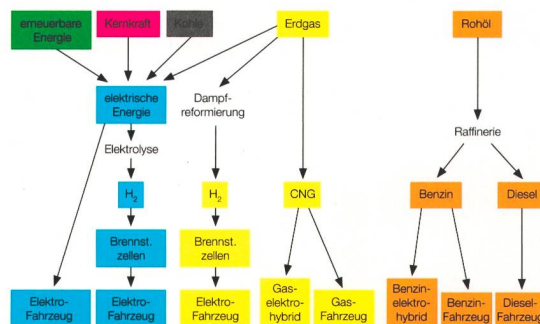 erneuerbare
Energie
Kernkraft
Kohle
Erdgas
Rohöl
elektrische
Energie
Dampf-
reformierung
Elektrolyse
Raffinerie
H₂
H₂
CNG
Benzin
Diesel
Brennst.
zellen
Brennst.
zellen
Elektro-
Fahrzeug
Elektro-
Fahrzeug
Elektro-
Fahrzeug
Gas-
elektro-
hybrid
Gas-
Fahrzeug
Benzin-
elektro-
hybrid
Benzin-
Fahrzeug
Diesel-
Fahrzeug